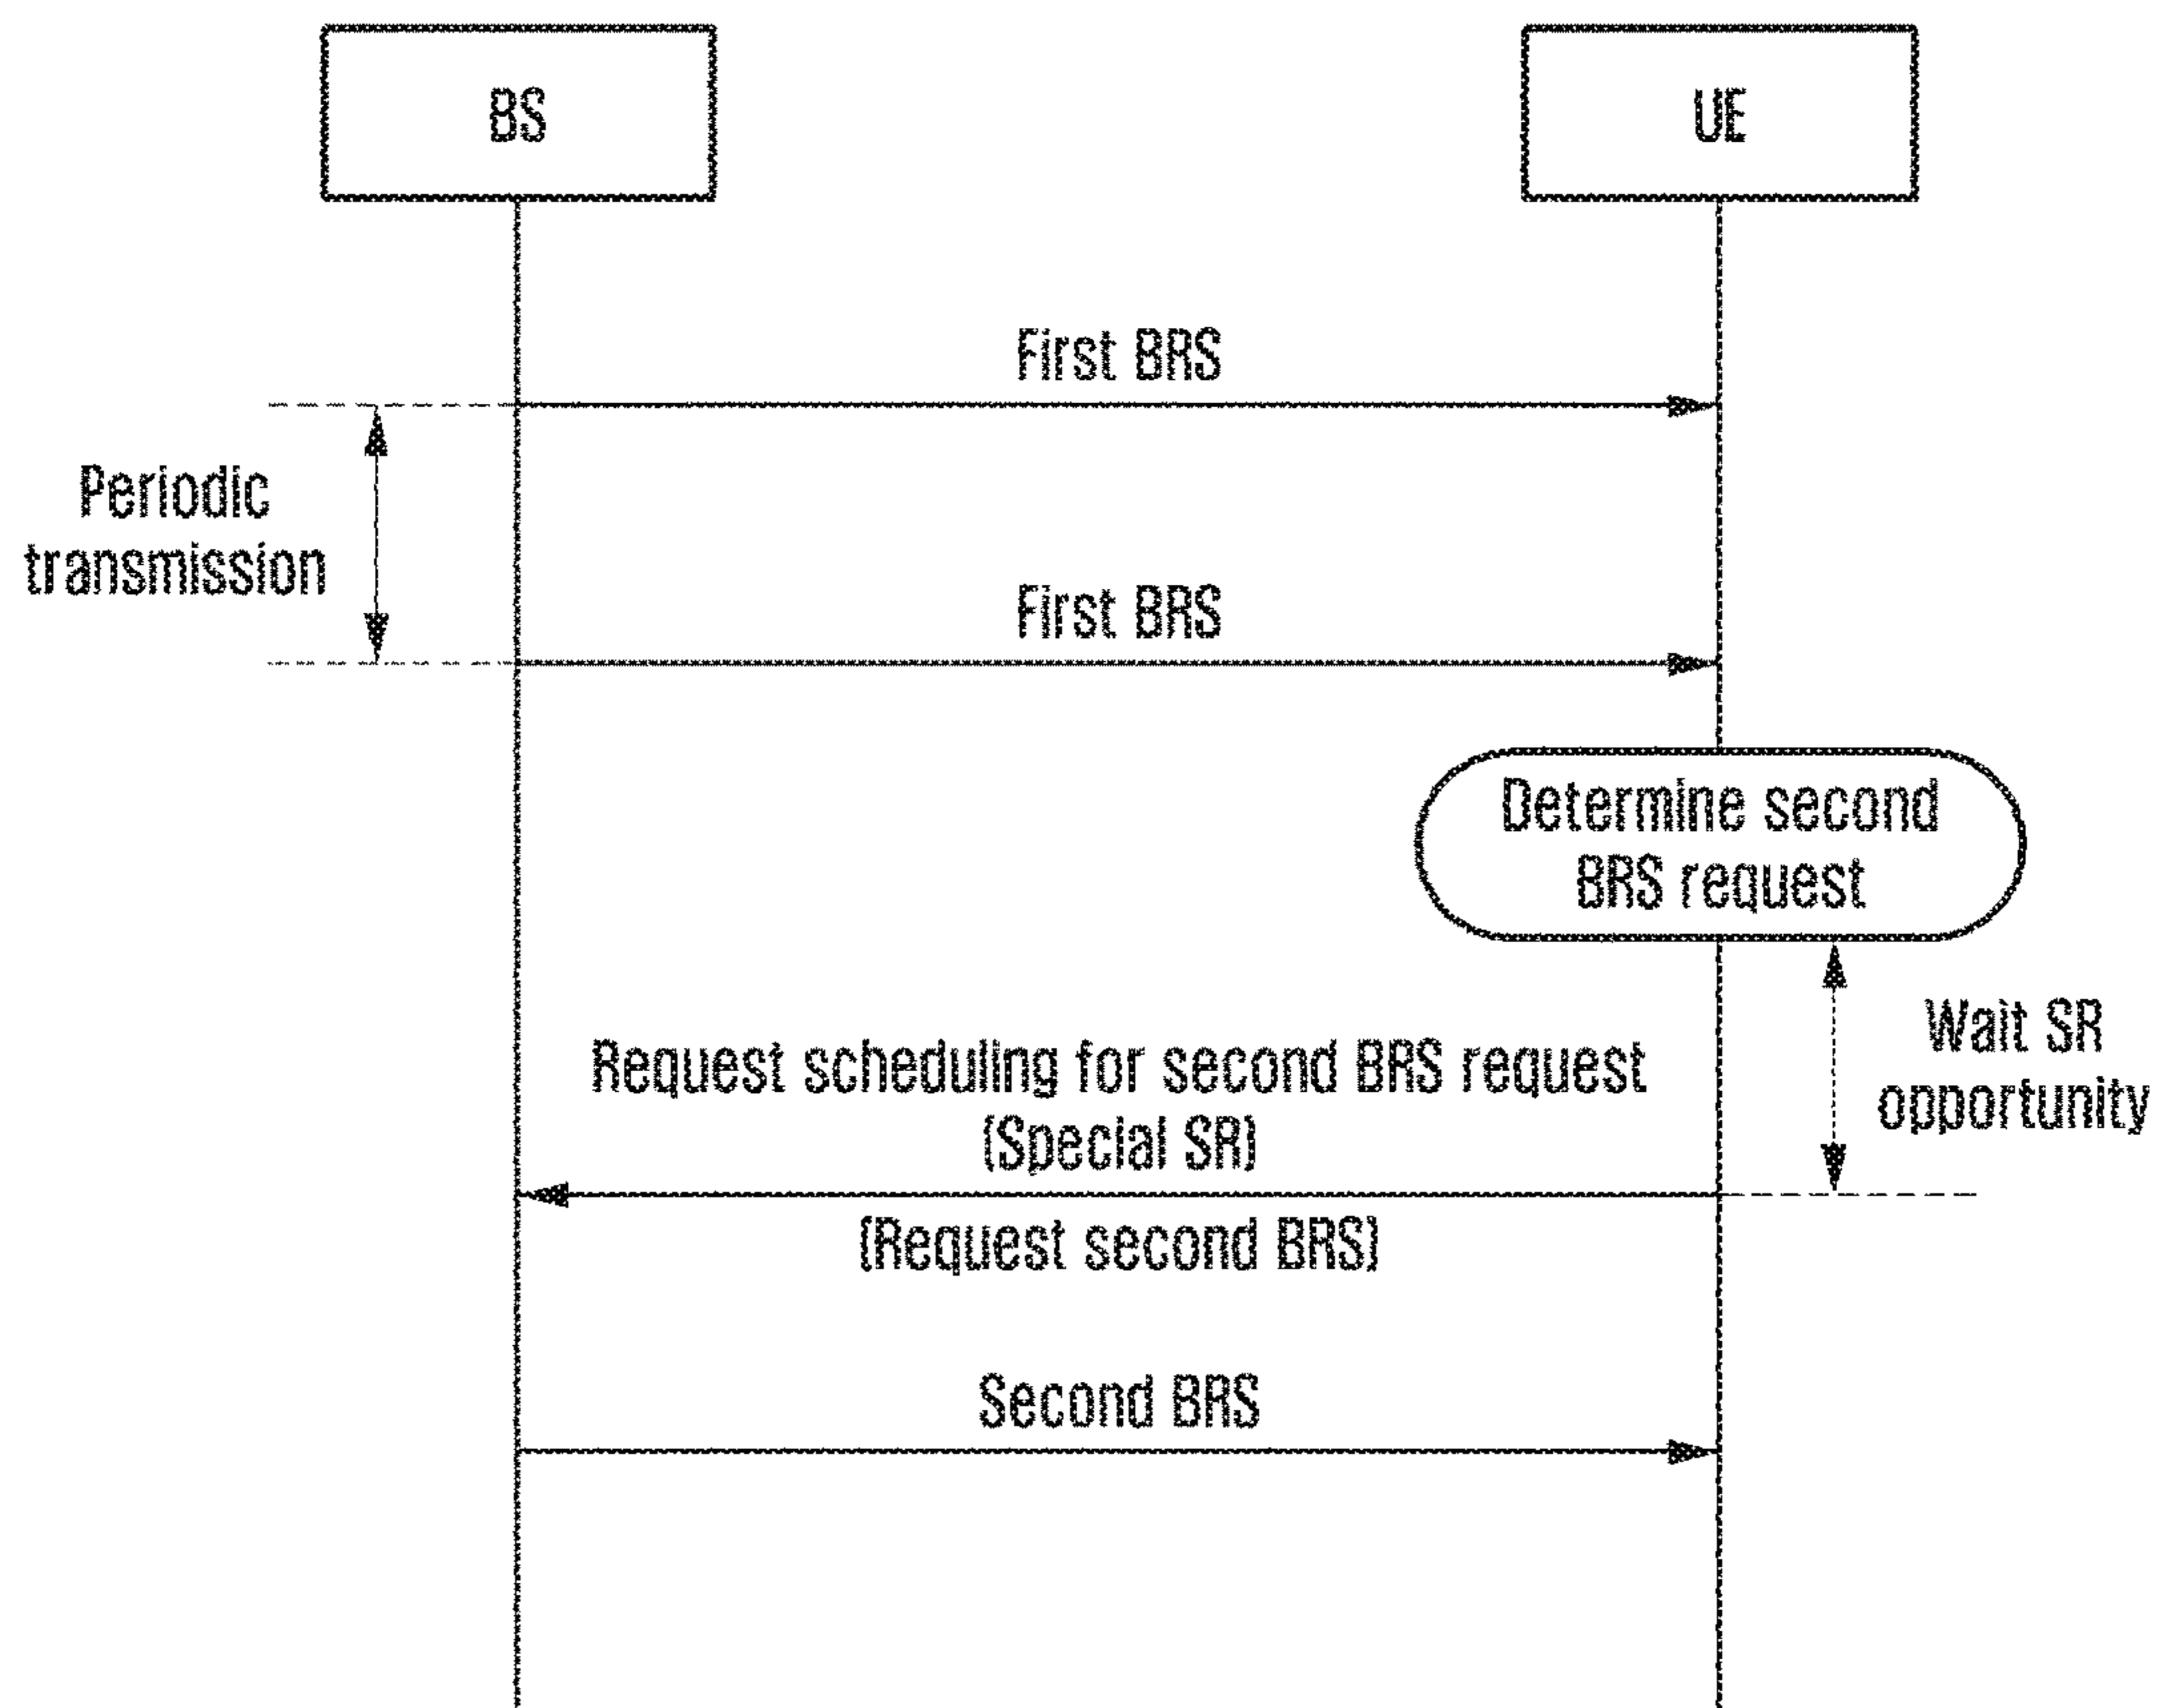 BS
UE
First BRS
Periodic
transmission
First BRS
Determine second
BRS request
Wait SR
opportunity
Request scheduling for second BRS request
(Special SR)
(Request second BRS)
Second BRS